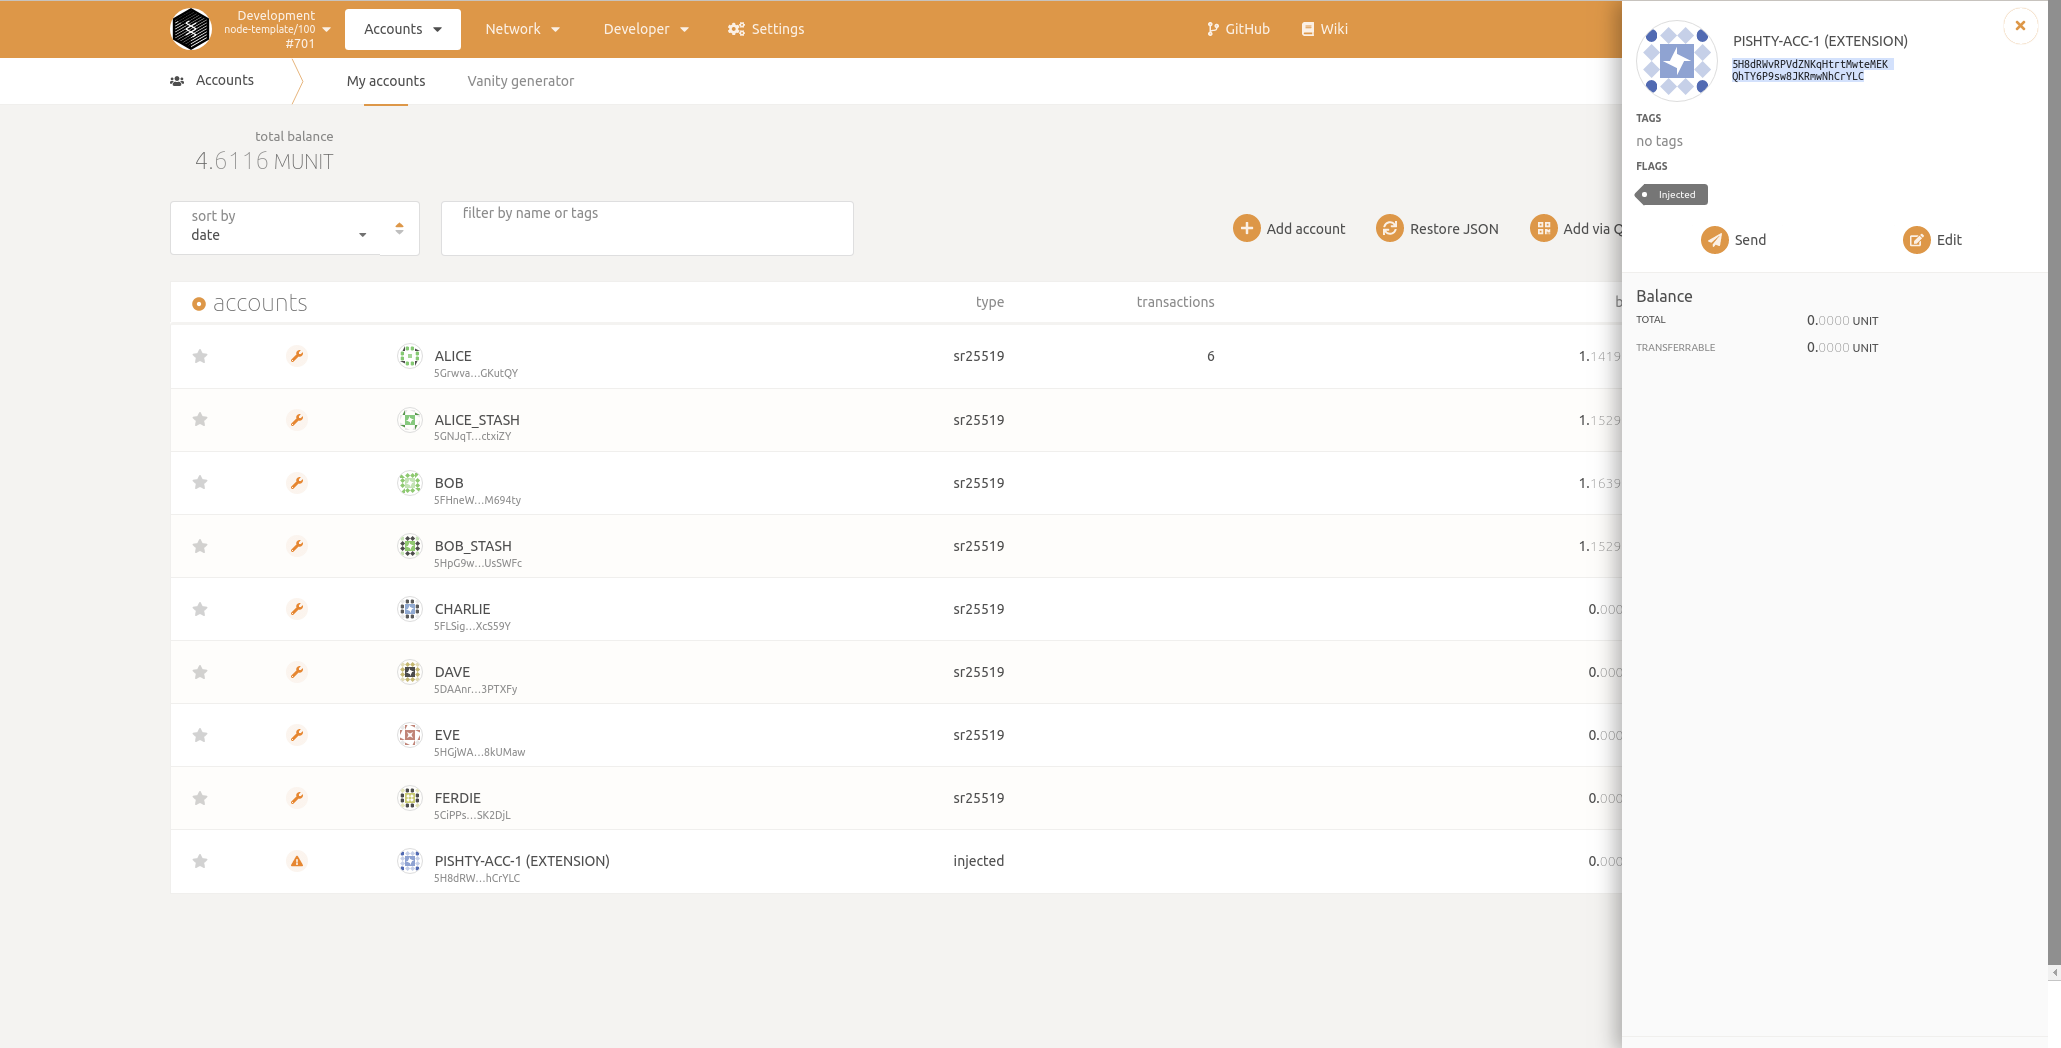 Development
node-template/100
#701
Accounts
Network
Developer
Settings
GitHub
Wiki
Accounts
My accounts
Vanity generator
total balance
4.6116 MUNIT
sort by
date
filter by name or tags
Add account
Restore JSON
Add via Q
accounts
type
transactions
b
ALICE
5Grwva...GKutQY
sr25519
6
1.1419
ALICE_STASH
5GNJqT...ctxiZY
sr25519
1.1529
BOB
5FHneW...M694ty
sr25519
1.1639
BOB_STASH
5HpG9w...UsSWFc
sr25519
1.1529
CHARLIE
5FLSig...XcS59Y
sr25519
0.000
DAVE
5DAAnr...3PTXFy
sr25519
0.000
EVE
5HGjWA...8kUMaw
sr25519
0.000
FERDIE
5CiPPs...SK2DjL
sr25519
0.000
PISHTY-ACC-1 (EXTENSION)
5H8dRW...hCrYLC
injected
0.000
PISHTY-ACC-1 (EXTENSION)
5H8dRWvRPVdZNKqHtrtMwteMEK
QhTY6P9sw8JKRmwNhCrYLC
TAGS
no tags
FLAGS
Injected
Send
Edit
Balance
TOTAL
0.0000 UNIT
TRANSFERRABLE
0.0000 UNIT